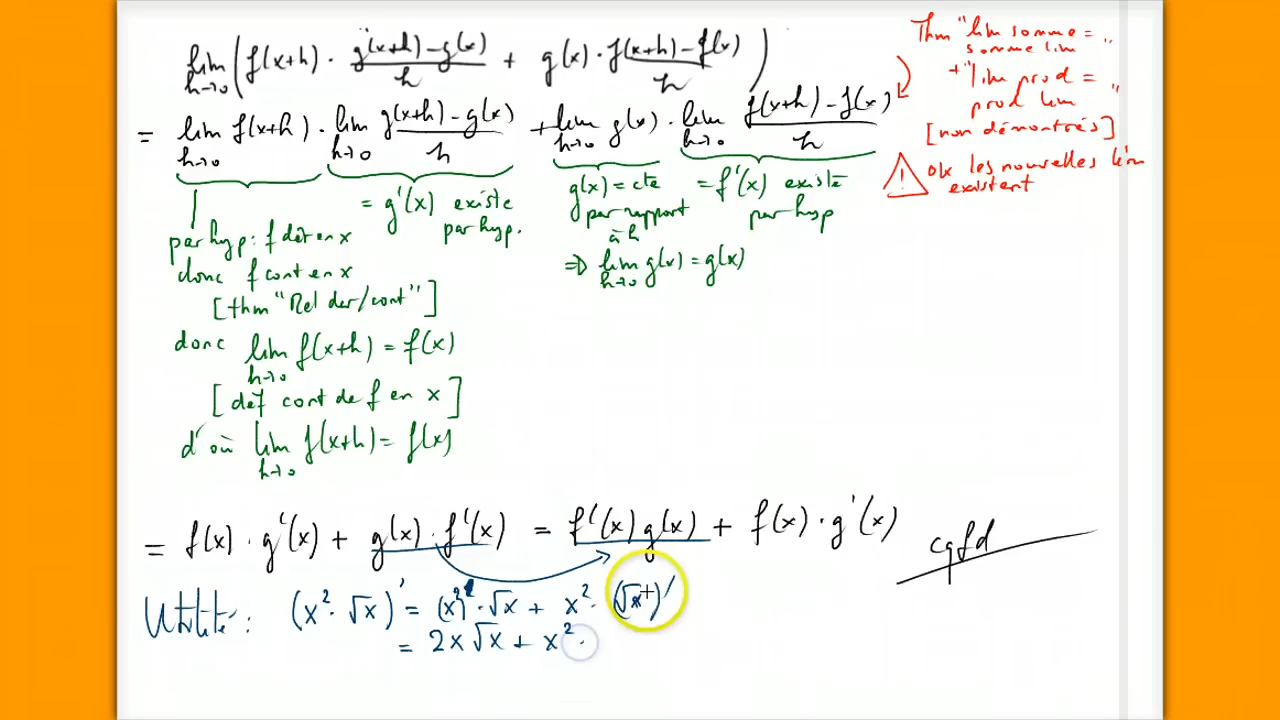 lim h→0 (f(x+h) · (g(x+h) – g(x))/h + g(x) · (f(x+h) – f(x))/h)
Thm "lim somme =
somme lim"
+ "lim prod =
prod lim"
[non démontrés]
⚠ ok les nouvelles lim
existent
= lim h→0 f(x+h) · lim h→0 (g(x+h) – g(x))/h + lim h→0 g(x) · lim h→0 (f(x+h) – f(x))/h
par hyp: f dér en x
donc f cont en x
[thm "Rel der/cont"]
donc lim h→0 f(x+h) = f(x)
[déf cont de f en x]
d'où lim h→0 f(x+h) = f(x)
= g'(x) existe
par hyp.
g(x) = cte
par rapport
à h
⇒ lim h→0 g(x) = g(x)
= f'(x) existe
par hyp
= f(x) · g'(x) + g(x) · f'(x) = f'(x) g(x) + f(x) · g'(x)
cqfd
Utilité : (x² · √x)' = (x²)' · √x + x² · (√x)'
= 2x √x + x² ·